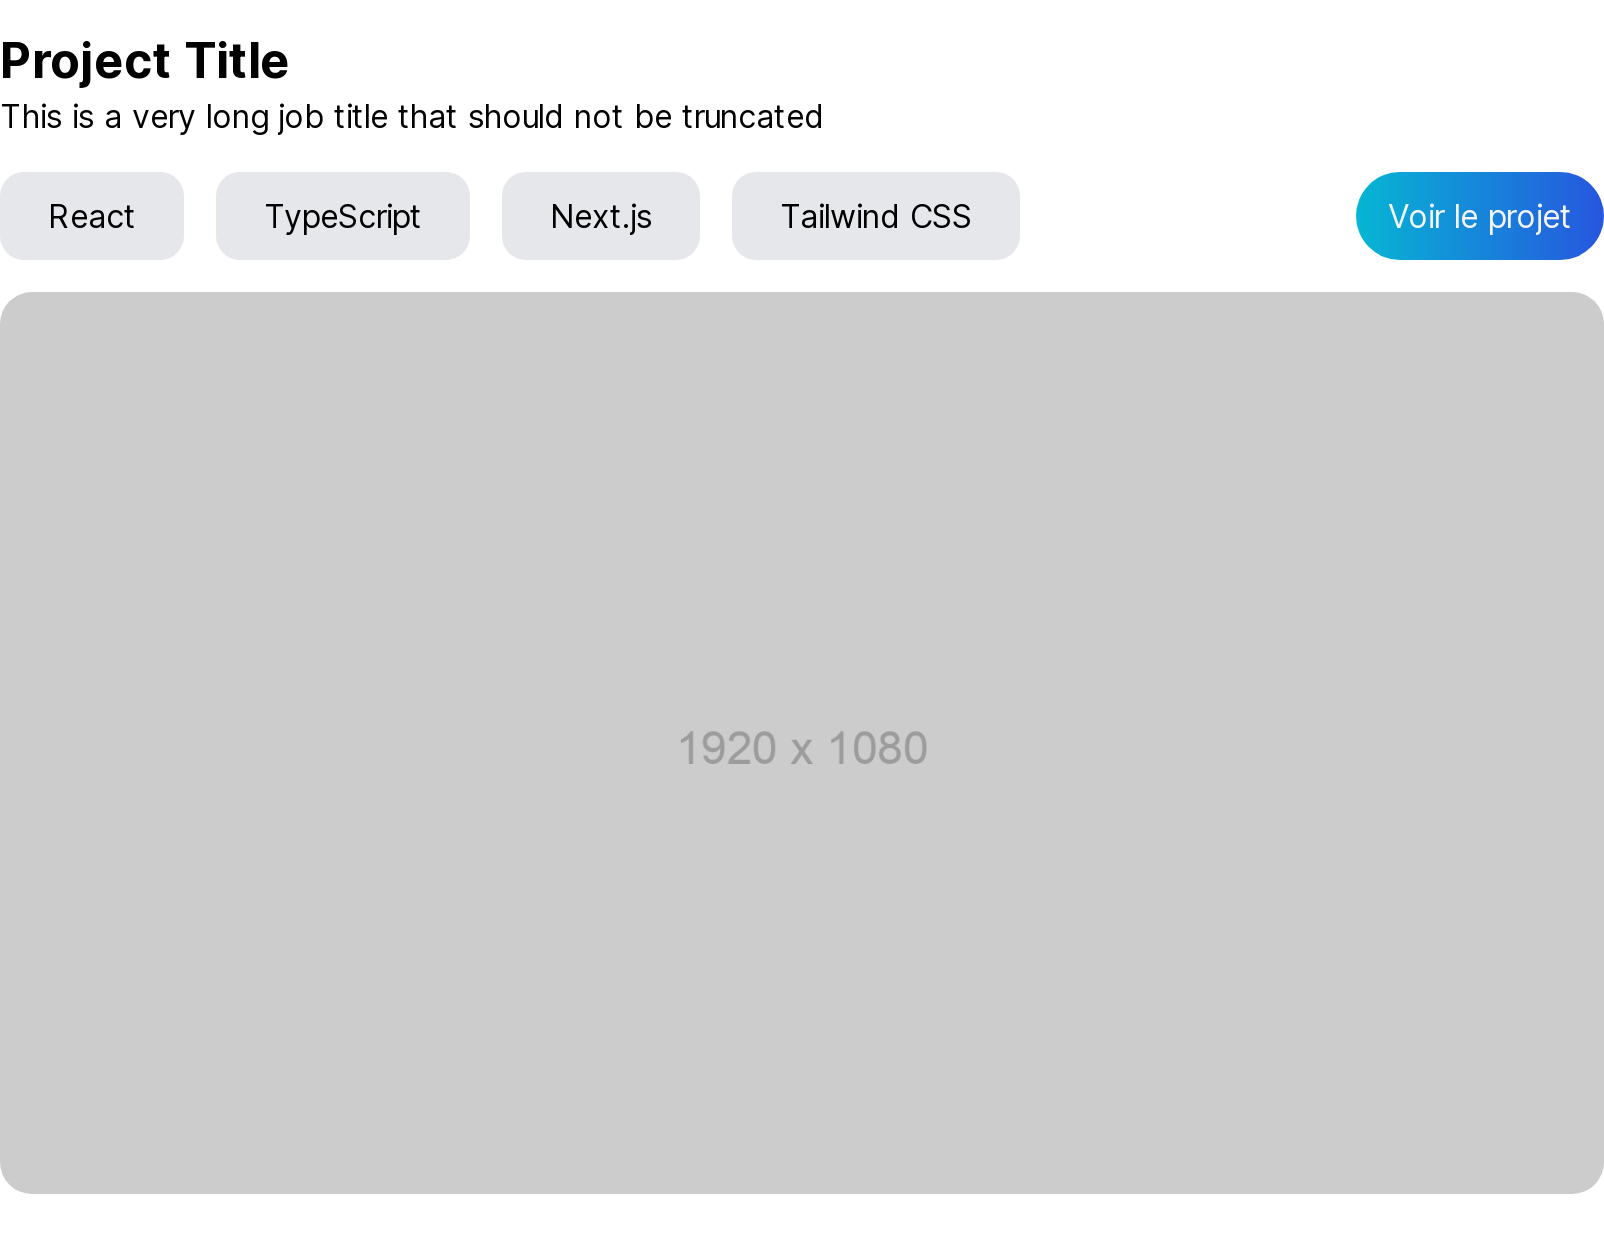 Project Title
This is a very long job title that should not be truncated
React TypeScript Next.js Tailwind CSS Voir le projet
1920 x 1080